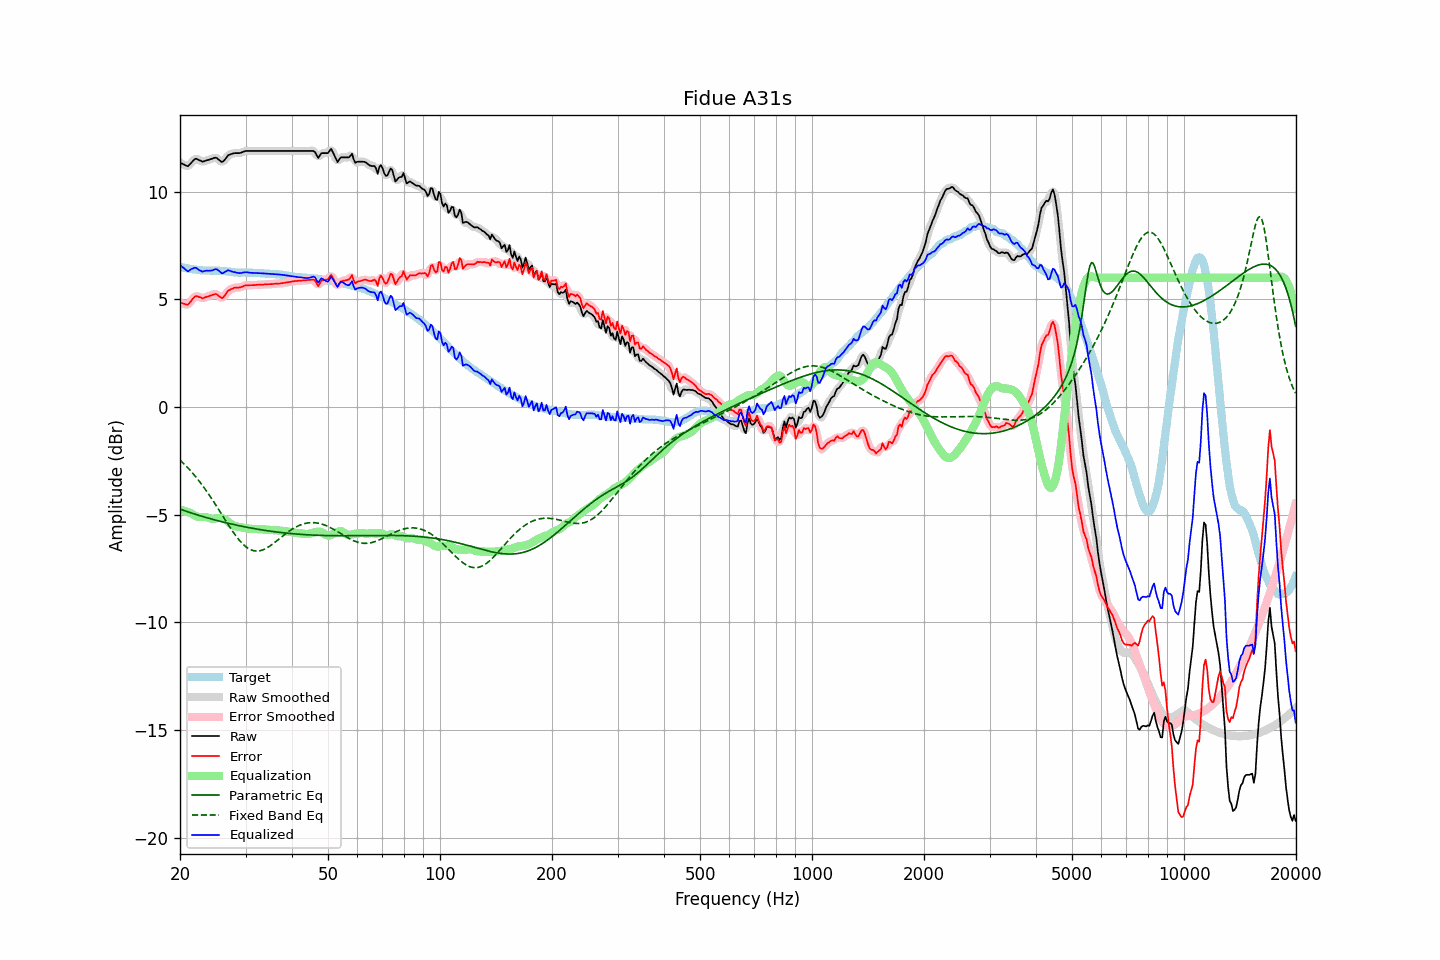 Fidue A31s
Amplitude (dBr)
10
5
0
−5
−10
−15
−20
Target
Raw Smoothed
Error Smoothed
Raw
Error
Equalization
Parametric Eq
Fixed Band Eq
Equalized
20 50 100 200 500 1000 2000 5000 10000 20000
Frequency (Hz)